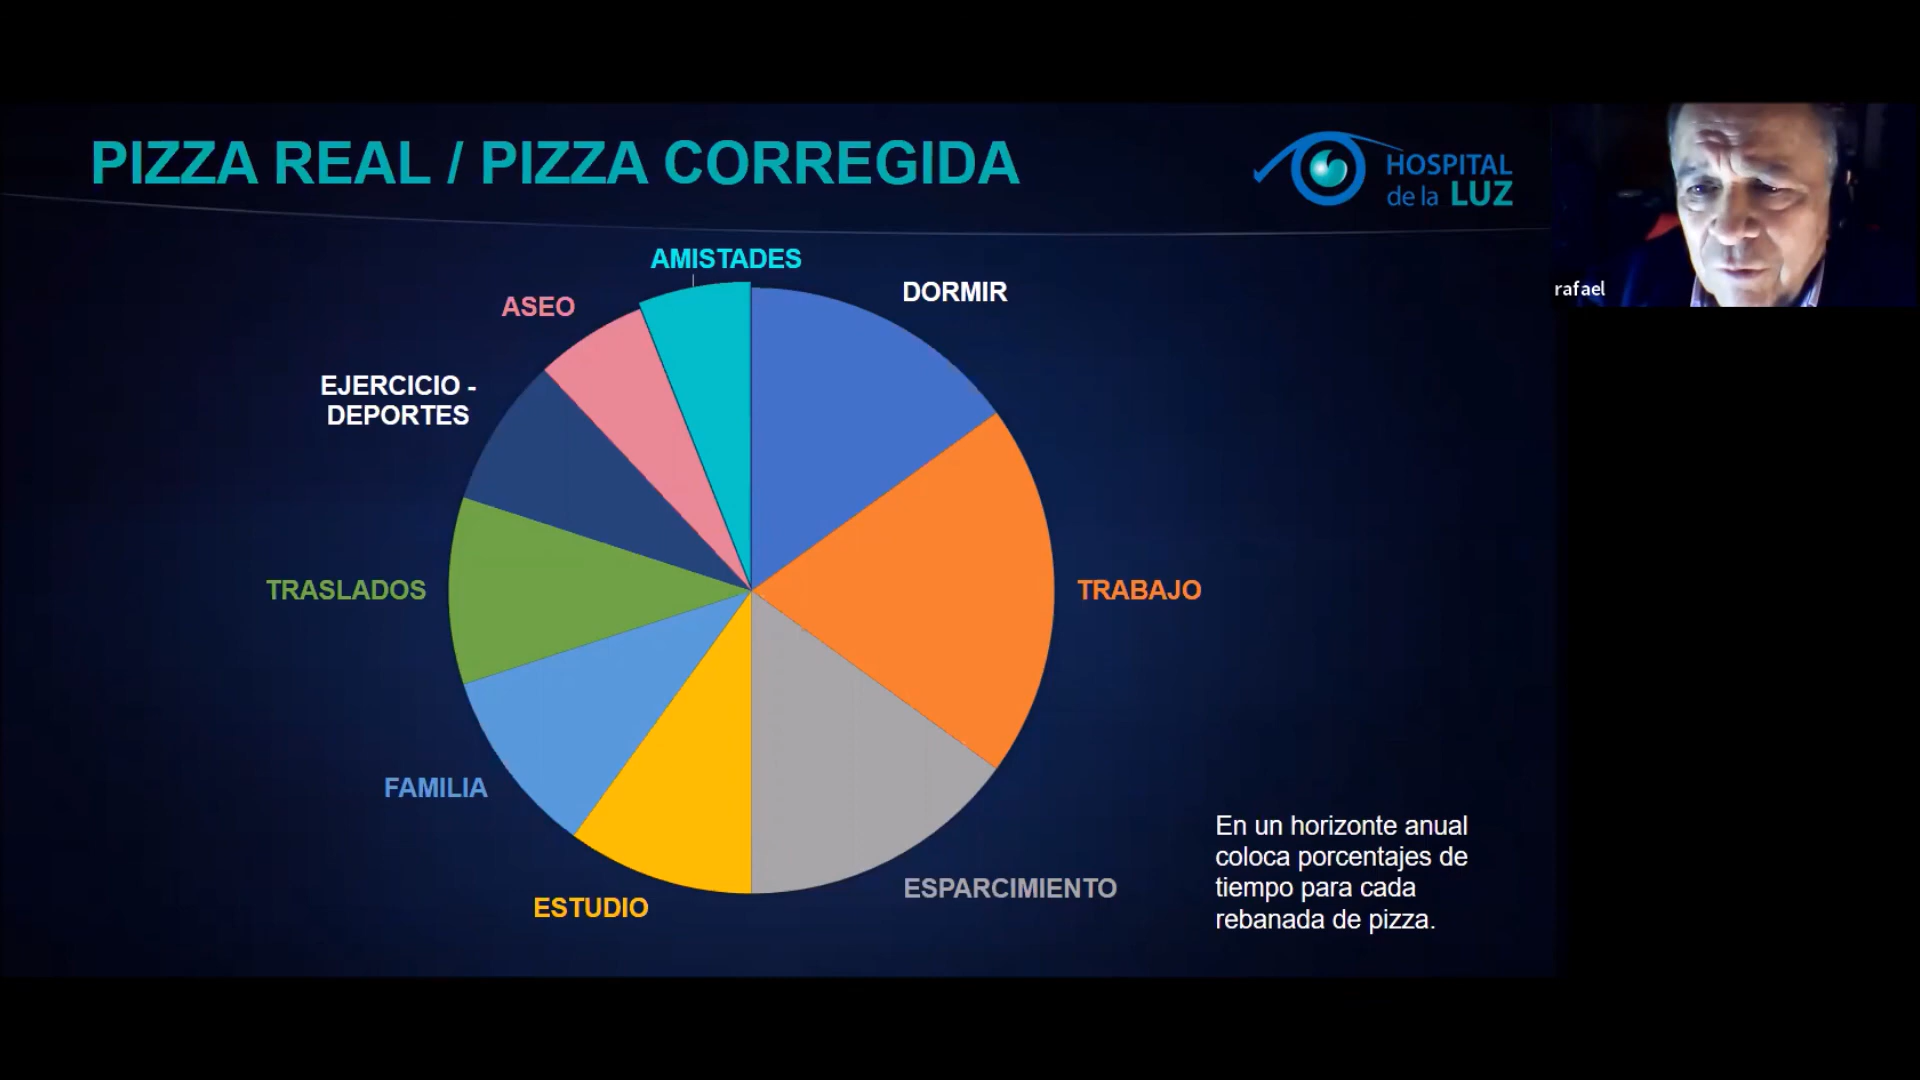 PIZZA REAL / PIZZA CORREGIDA
HOSPITAL
de la LUZ
rafael
AMISTADES
DORMIR
ASEO
EJERCICIO -
DEPORTES
TRASLADOS
TRABAJO
FAMILIA
ESTUDIO
ESPARCIMIENTO
En un horizonte anual
coloca porcentajes de
tiempo para cada
rebanada de pizza.